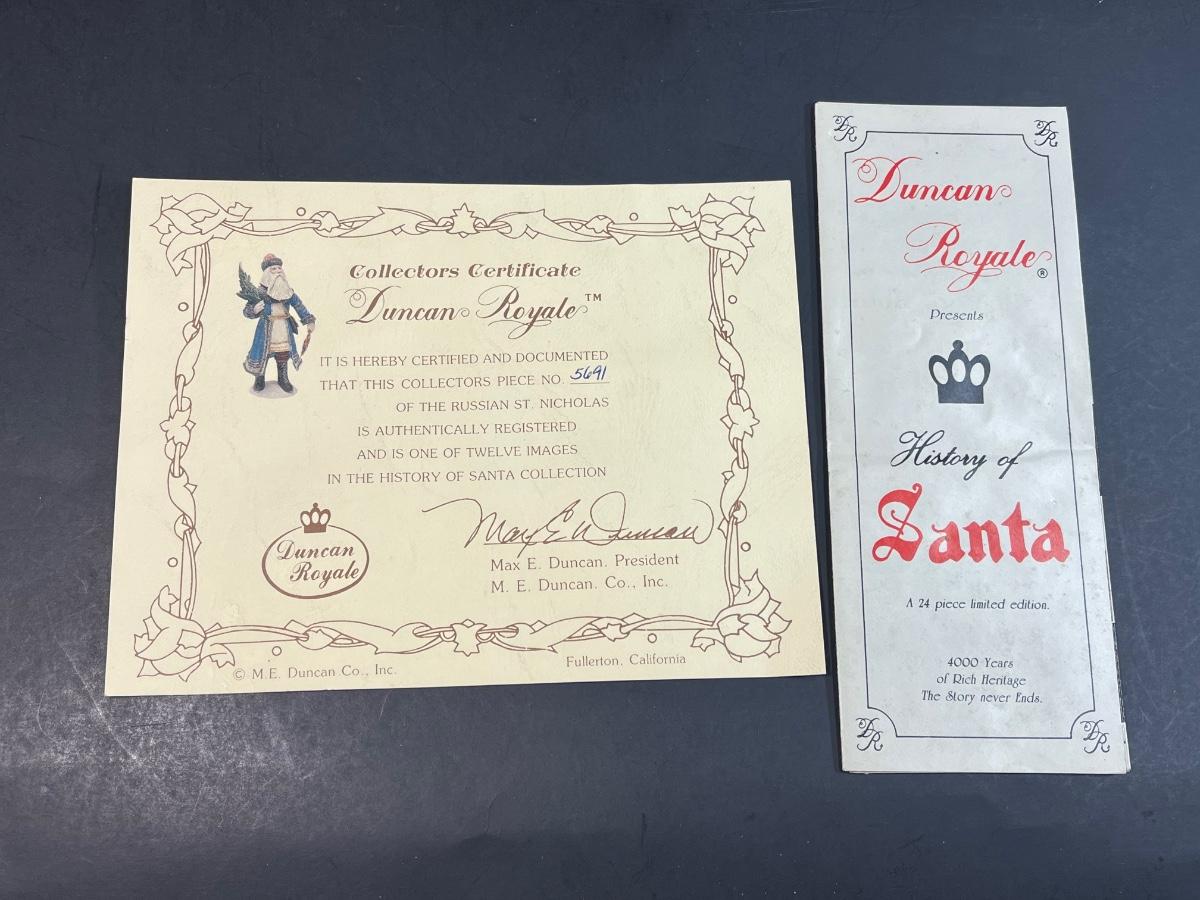 Collectors Certificate
Duncan Royale™
IT IS HEREBY CERTIFIED AND DOCUMENTED
THAT THIS COLLECTORS PIECE NO. 5691
OF THE RUSSIAN ST. NICHOLAS
IS AUTHENTICALLY REGISTERED
AND IS ONE OF TWELVE IMAGES
IN THE HISTORY OF SANTA COLLECTION
Duncan
Royale
Max E Duncan
Max E. Duncan. President
M. E. Duncan. Co., Inc.
© M.E. Duncan Co., Inc.
Fullerton, California
DR
DR
Duncan
Royale®
Presents
History of
Santa
A 24 piece limited edition.
4000 Years
of Rich Heritage
The Story never Ends.
DR
DR